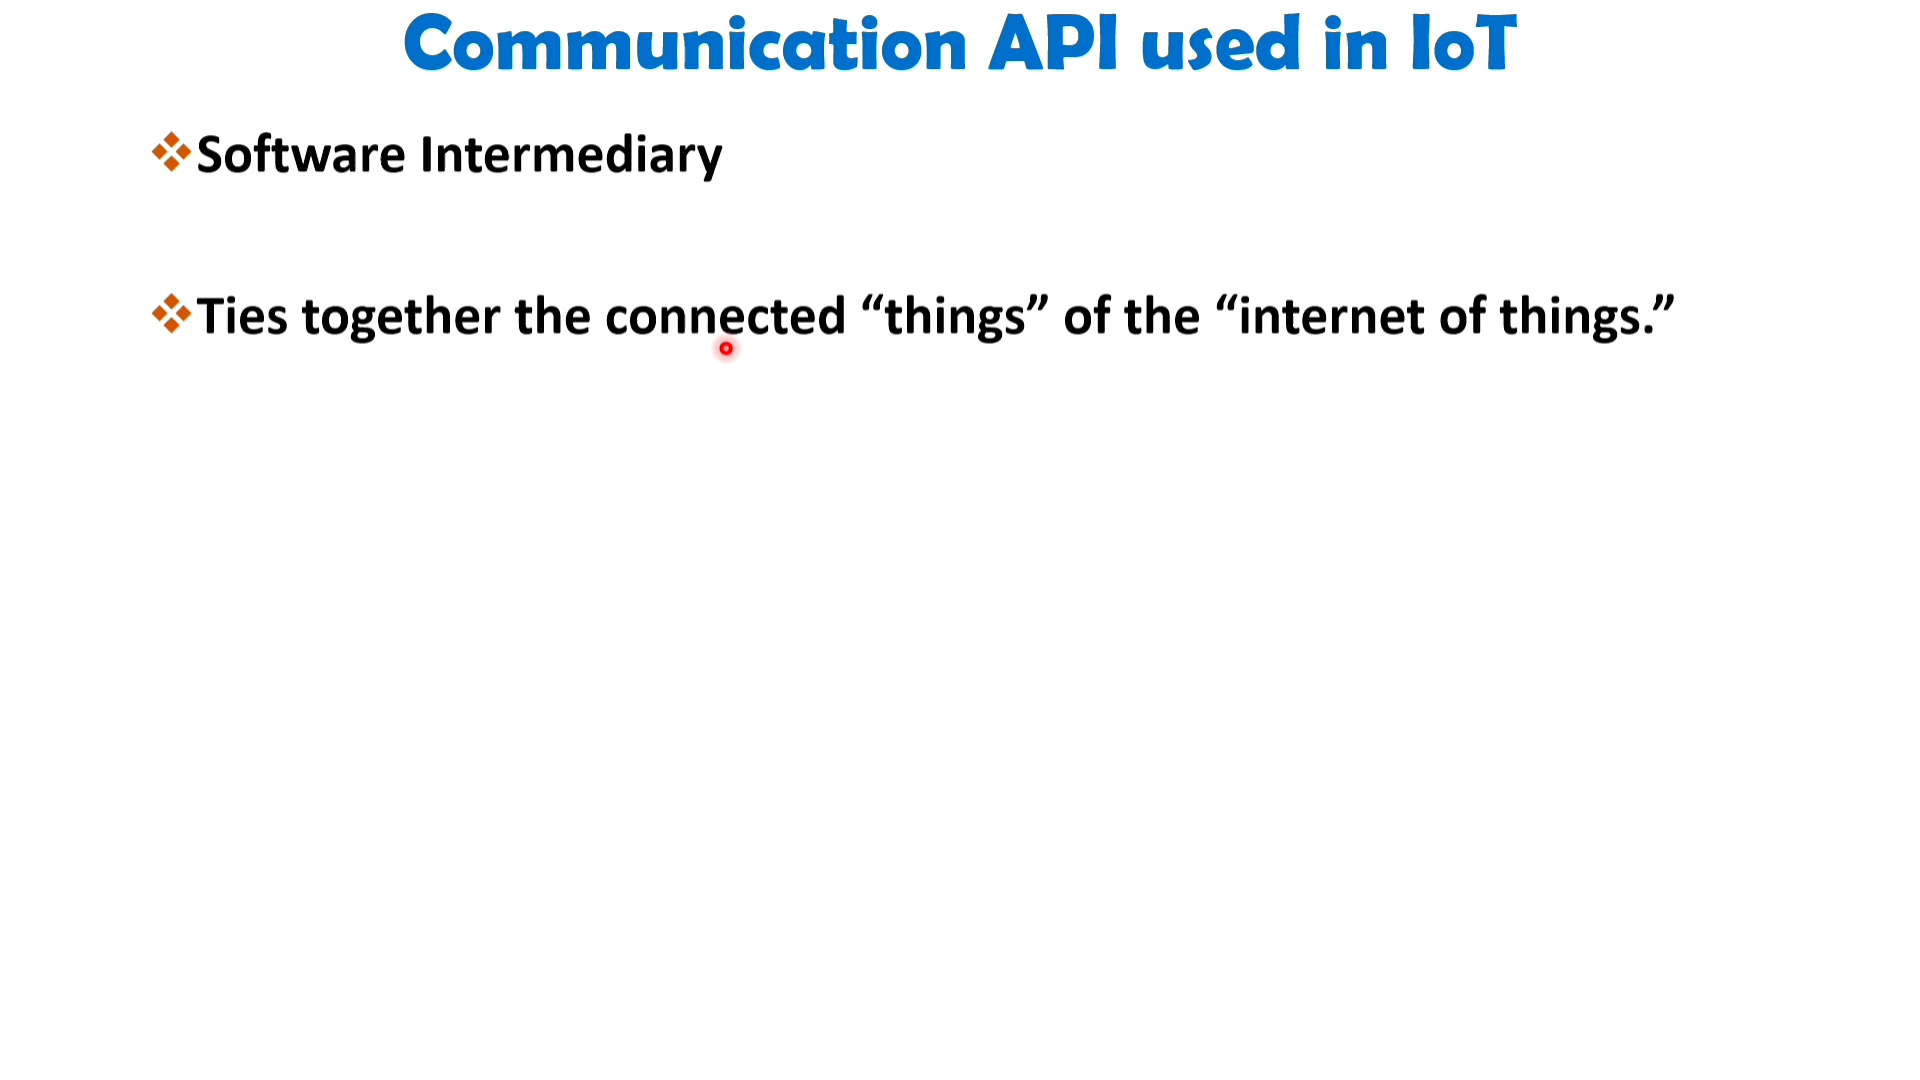 Communication API used in IoT
Software Intermediary
Ties together the connected “things” of the “internet of things.”